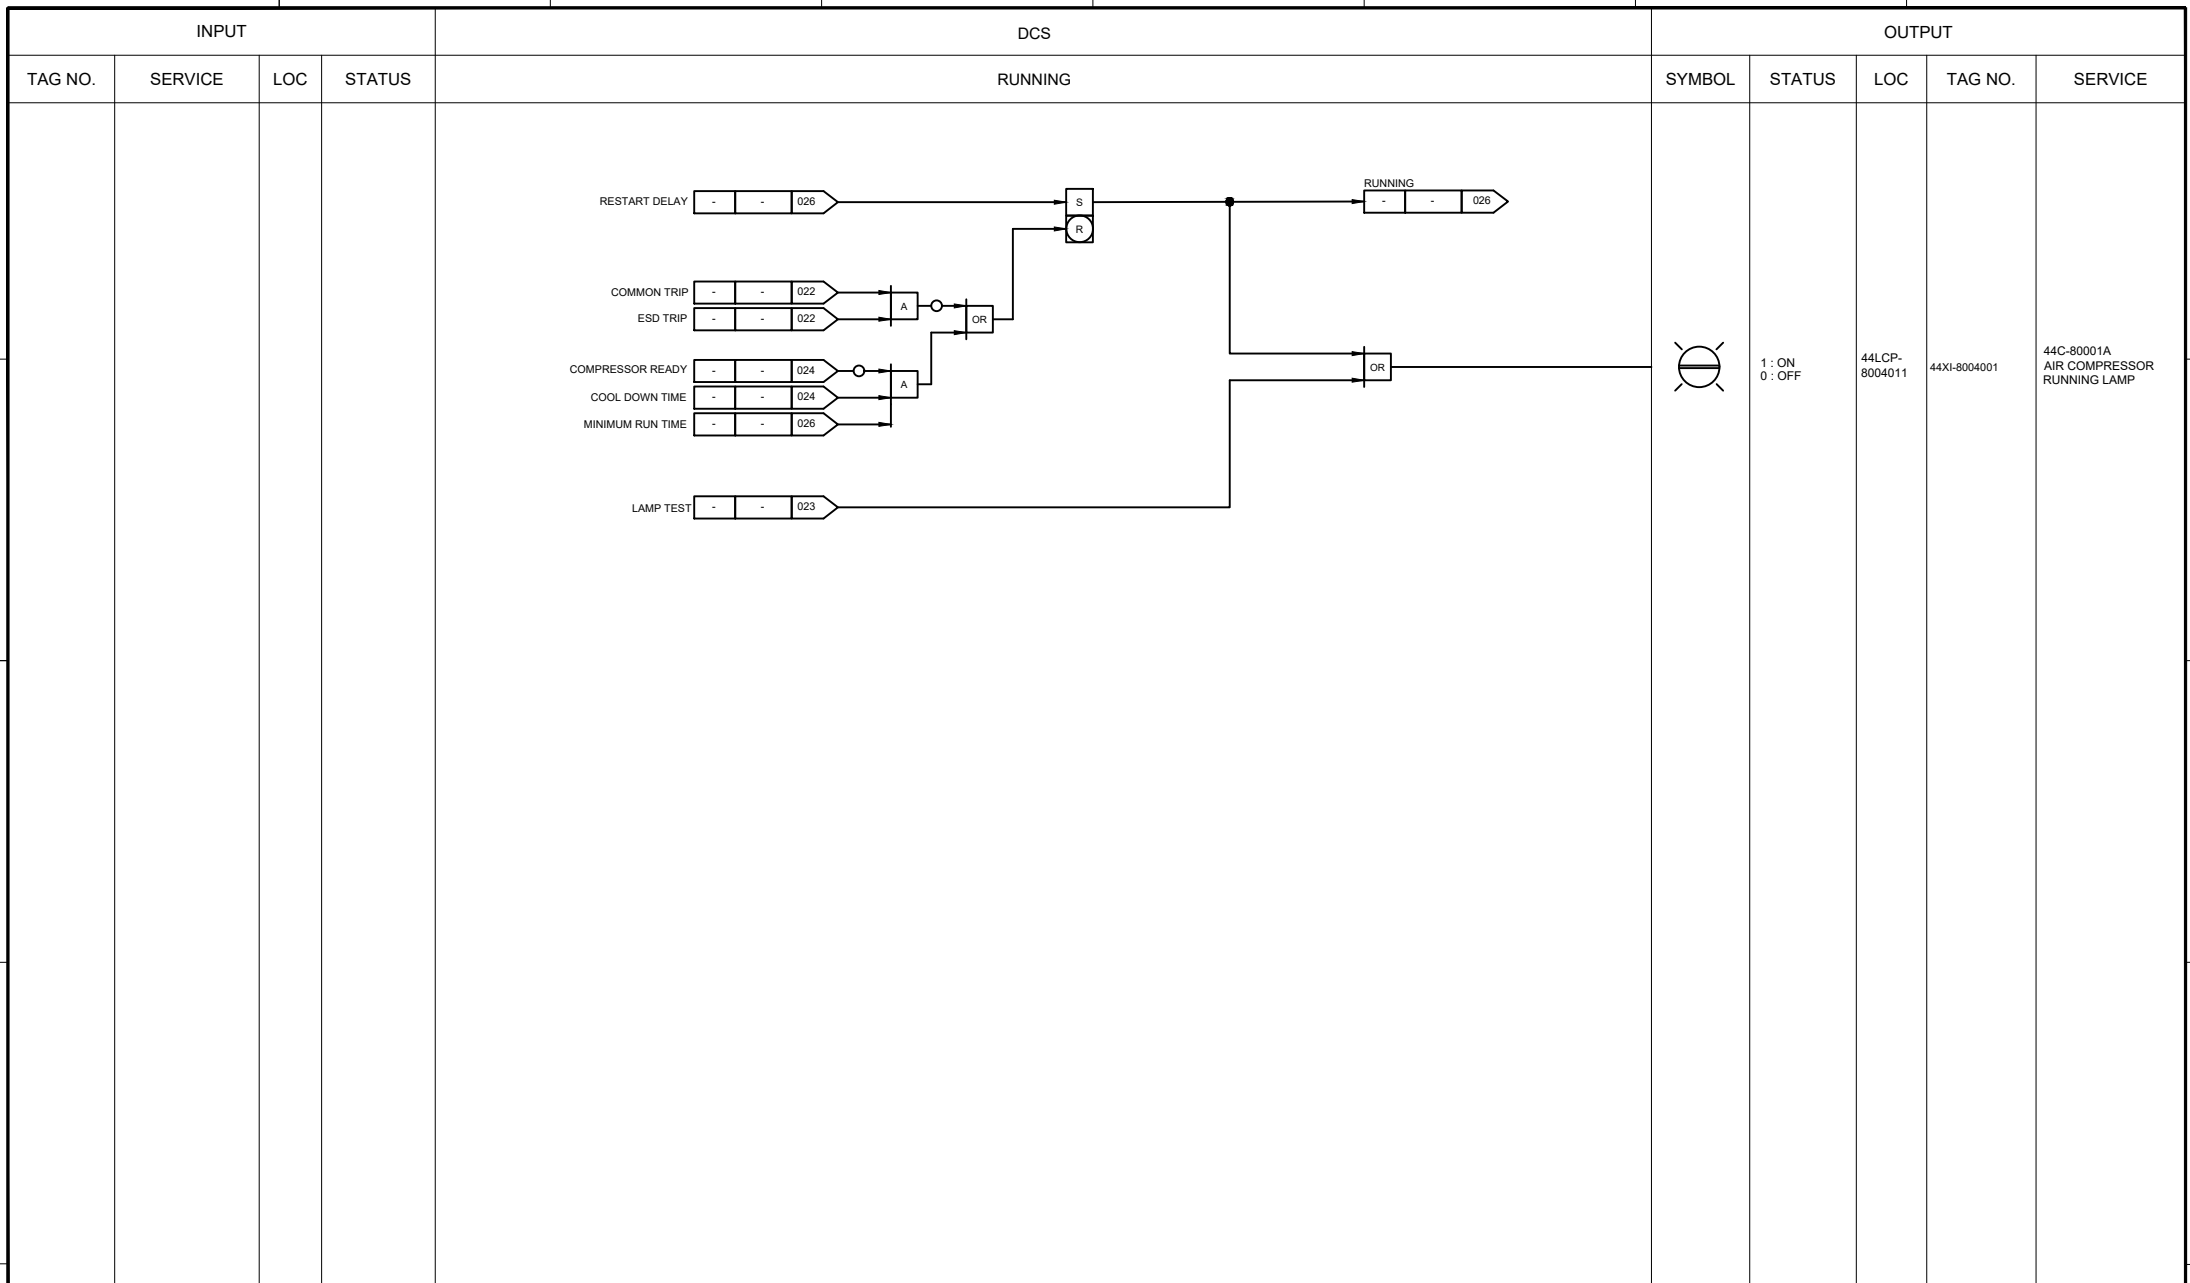 INPUT
DCS
OUTPUT
TAG NO.
SERVICE
LOC
STATUS
RUNNING
SYMBOL
STATUS
LOC
TAG NO.
SERVICE
RESTART DELAY - - 026
S
R
RUNNING
- - 026
COMMON TRIP - - 022
ESD TRIP - - 022
A
OR
COMPRESSOR READY - - 024
COOL DOWN TIME - - 024
MINIMUM RUN TIME - - 026
A
LAMP TEST - - 023
OR
1 : ON
0 : OFF
44LCP-
8004011
44XI-8004001
44C-80001A
AIR COMPRESSOR
RUNNING LAMP